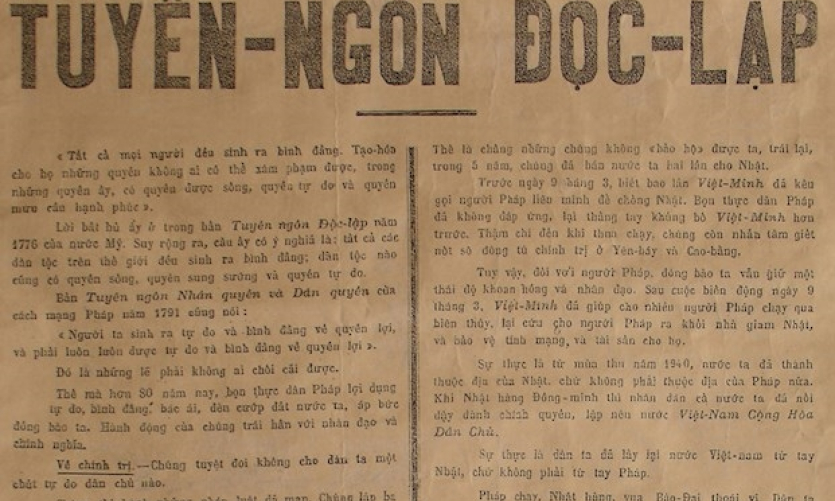 TUYÊN-NGON ĐỌC-LẬP
« Tất cả mọi người đều sinh ra bình đẳng. Tạo-hóa
cho họ những quyền không ai có thể xâm phạm được, trong
những quyền ấy, có quyền được sống, quyền tự do và quyền
mưu cầu hạnh phúc ».
Lời bất hủ ấy ở trong bản Tuyên ngôn Độc-lập năm
1776 của nước Mỹ. Suy rộng ra, câu ấy có ý nghĩa là: tất cả các
dân tộc trên thế giới đều sinh ra bình đẳng; dân tộc nào
cũng có quyền sống, quyền sung sướng và quyền tự do.
Bản Tuyên ngôn Nhân quyền và Dân quyền của
cách mạng Pháp năm 1791 cũng nói :
« Người ta sinh ra tự do và bình đẳng về quyền lợi,
và phải luôn luôn được tự do và bình đẳng về quyền lợi ».
Đó là những lẽ phải không ai chối cãi được.
Thế mà hơn 80 năm nay, bọn thực dân Pháp lợi dụng
tự do, bình đẳng, bác ái, đến cướp đất nước ta, áp bức
đồng bào ta. Hành động của chúng trái hẳn với nhân đạo và
chính nghĩa.
Về chính trị.— Chúng tuyệt đối không cho dân ta một
chút tự do dân chủ nào.
Thế là chẳng những chúng không «bảo hộ» được ta, trái lại,
trong 5 năm, chúng đã bán nước ta hai lần cho Nhật.
Trước ngày 9 tháng 3, biết bao lần Việt-Minh đã kêu
gọi người Pháp liên minh để chống Nhật. Bọn thực dân Pháp
đã không đáp ứng, lại thẳng tay khủng bố Việt-Minh hơn
trước. Thậm chí đến khi thua chạy, chúng còn nhẫn tâm giết
nốt số đông tù chính trị ở Yên-báy và Cao-bằng.
Tuy vậy, đối với người Pháp, đồng bào ta vẫn giữ một
thái độ khoan hồng và nhân đạo. Sau cuộc biến động ngày 9
tháng 3, Việt-Minh đã giúp cho nhiều người Pháp chạy qua
biên thùy, lại cứu cho người Pháp ra khỏi nhà giam Nhật,
và bảo vệ tính mạng, và tài sản cho họ.
Sự thực là từ mùa thu năm 1940, nước ta đã thành
thuộc địa của Nhật, chứ không phải thuộc địa của Pháp nữa.
Khi Nhật hàng Đồng-minh thì nhân dân cả nước ta đã nổi
dậy dành chính quyền, lập nên nước Việt-Nam Cộng Hòa
Dân Chủ.
Sự thực là dân ta đã lấy lại nước Việt-nam từ tay
Nhật, chứ không phải từ tay Pháp.
Pháp chạy, Nhật hàng, vua Bảo-Đại thoái vị. Dân ta